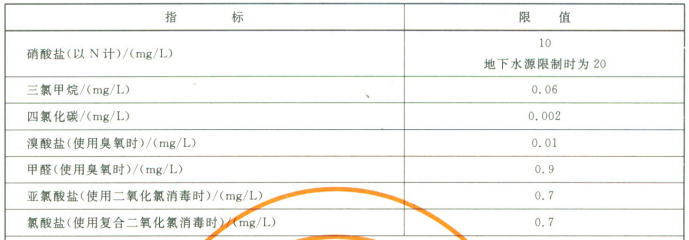 指 标 限 值
硝酸盐(以 N 计)/(mg/L) 10
地下水源限制时为 20
三氯甲烷/(mg/L) 0.06
四氯化碳/(mg/L) 0.002
溴酸盐(使用臭氧时)/(mg/L) 0.01
甲醛(使用臭氧时)/(mg/L) 0.9
亚氯酸盐(使用二氧化氯消毒时)/(mg/L) 0.7
氯酸盐(使用复合二氧化氯消毒时)/(mg/L) 0.7